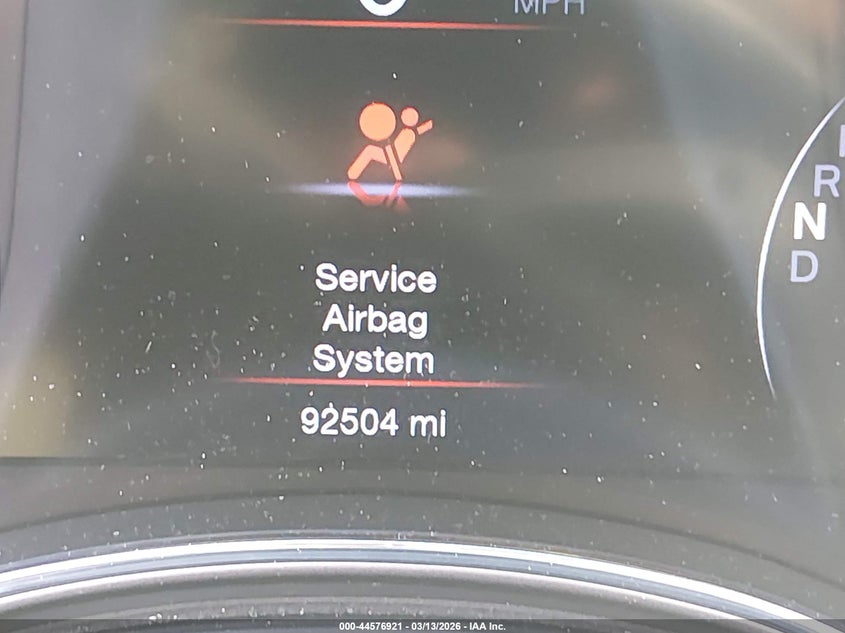 MPH
R
N
D
Service
Airbag
System
92504 mi
000-44576921 - 03/13/2026 - IAA Inc.